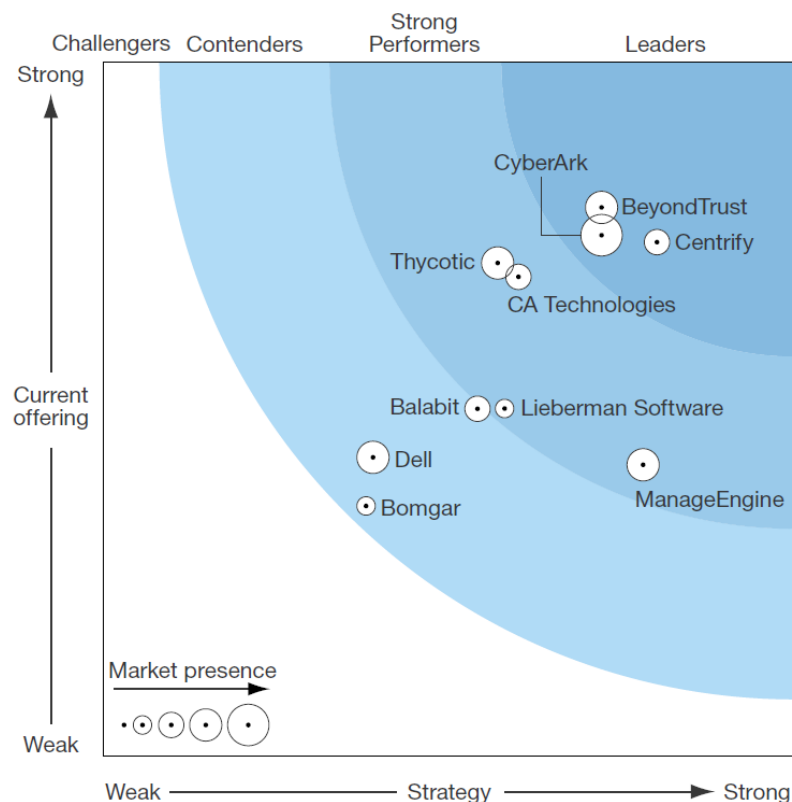 Challengers
Contenders
Strong
Performers
Leaders
Strong
CyberArk
BeyondTrust
Centrify
Thycotic
CA Technologies
Current
offering
Balabit
Lieberman Software
Dell
ManageEngine
Bomgar
Market presence
Weak
Weak
Strategy
Strong